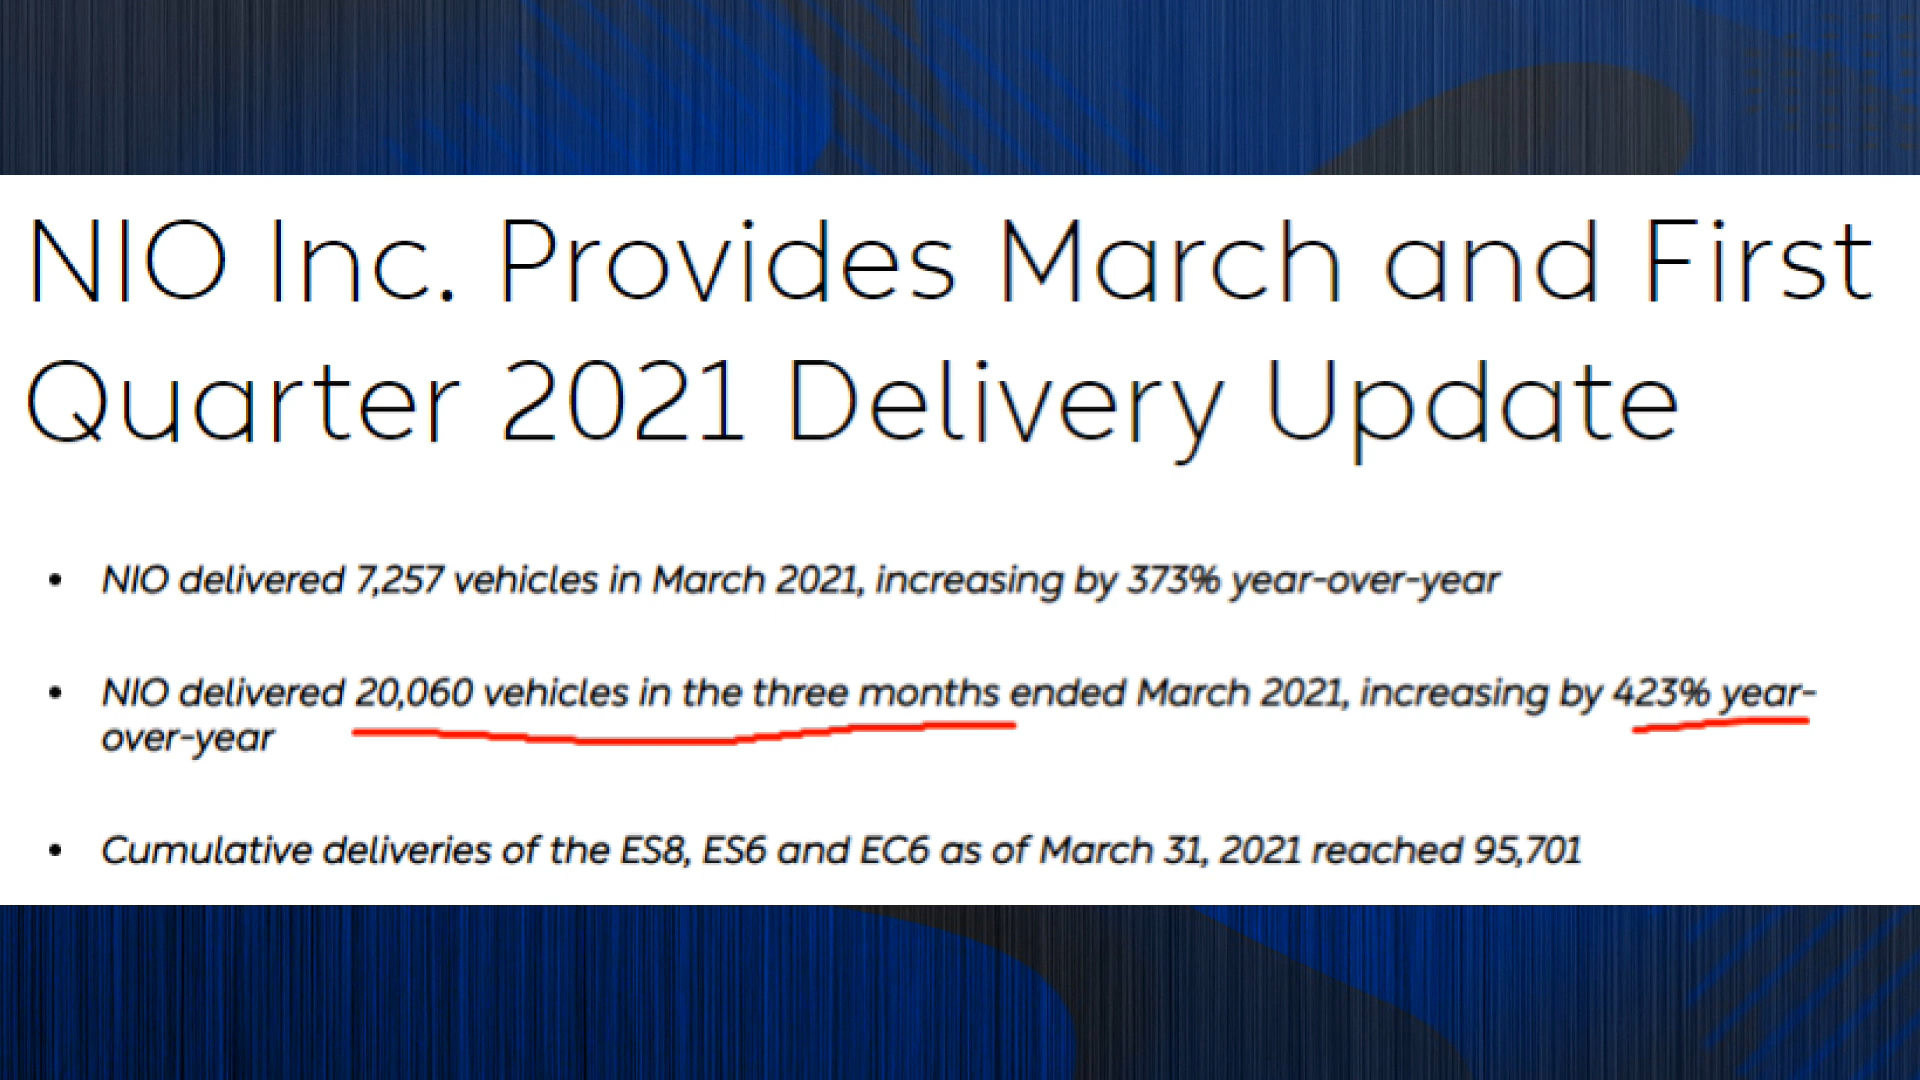 NIO Inc. Provides March and First
Quarter 2021 Delivery Update
• NIO delivered 7,257 vehicles in March 2021, increasing by 373% year-over-year
• NIO delivered 20,060 vehicles in the three months ended March 2021, increasing by 423% year-
over-year
• Cumulative deliveries of the ES8, ES6 and EC6 as of March 31, 2021 reached 95,701